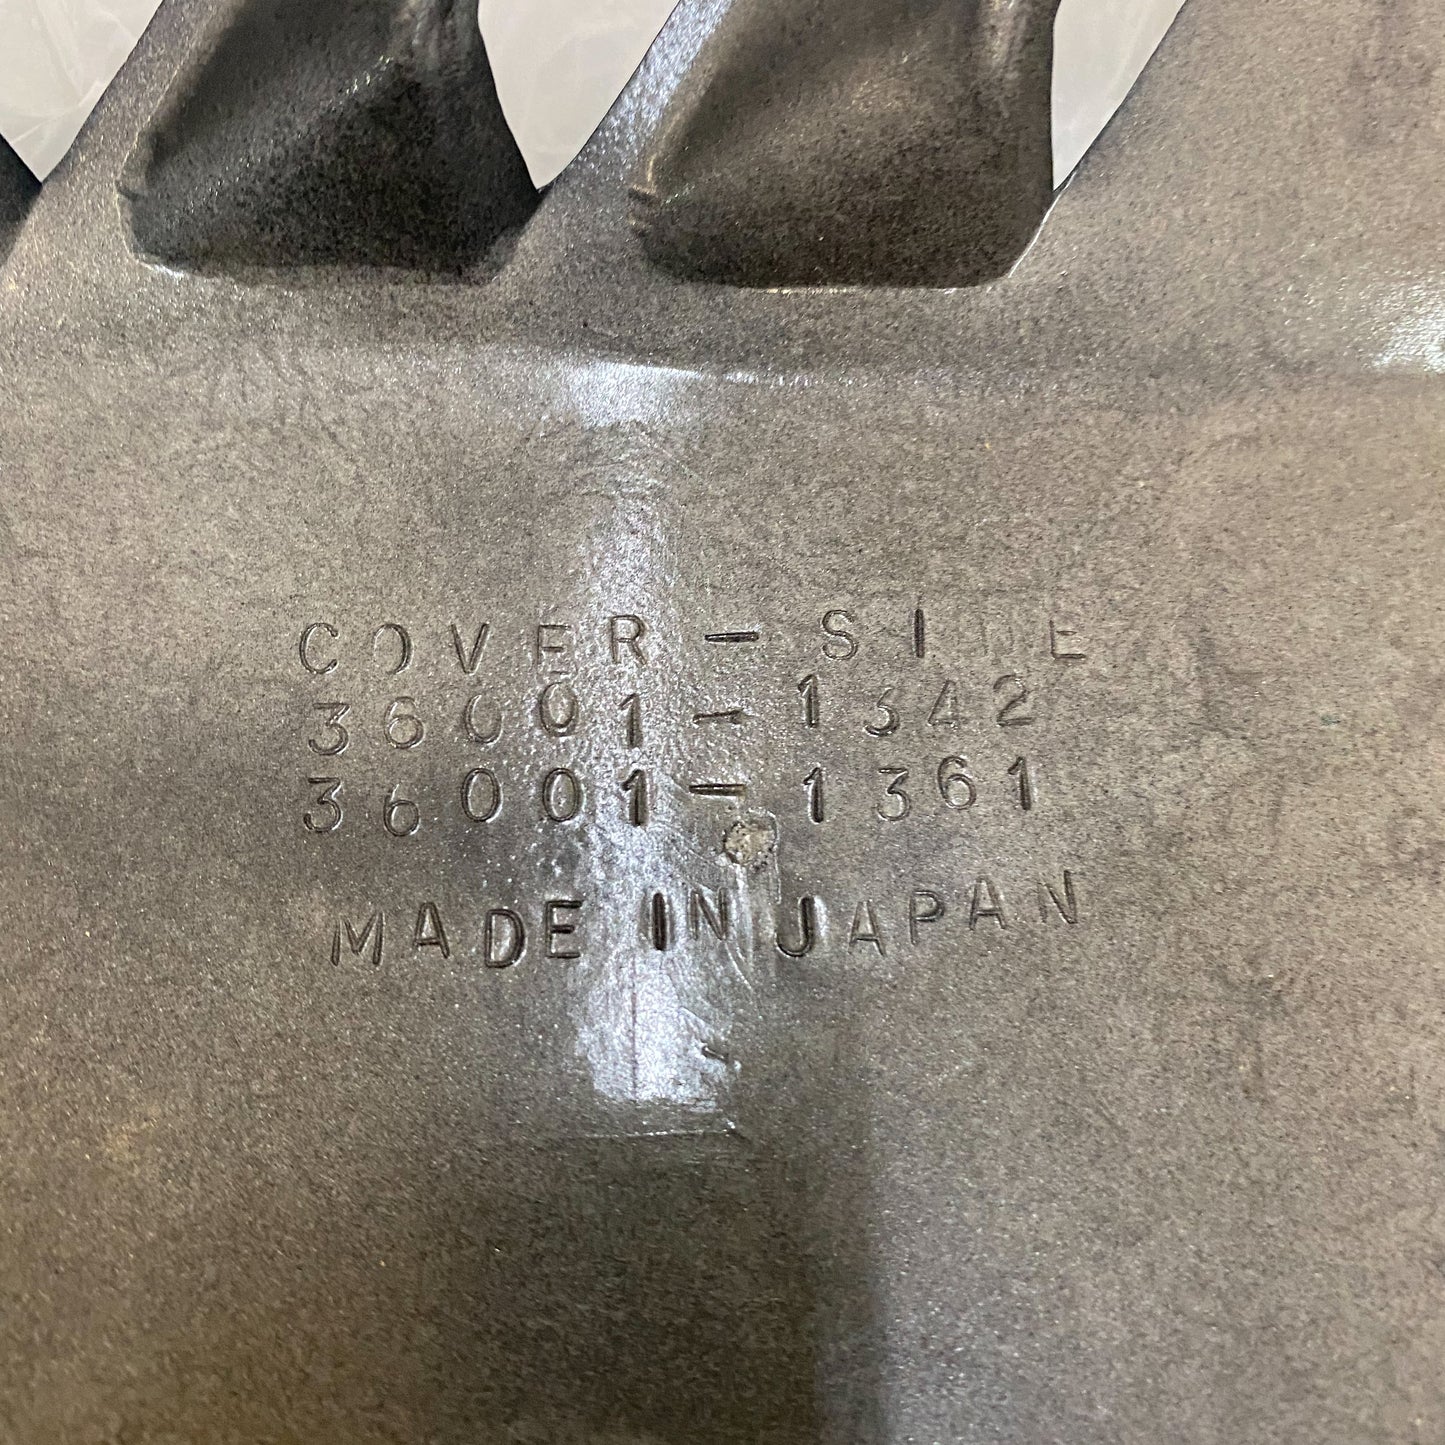 COVER-SIDE
36001-1342
36001-1361
MADE IN JAPAN